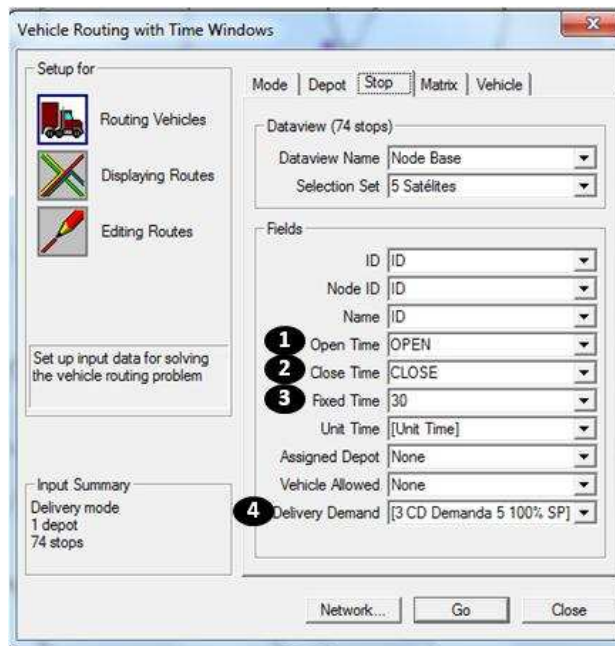 Vehicle Routing with Time Windows
Setup for
Routing Vehicles
Displaying Routes
Editing Routes
Set up input data for solving
the vehicle routing problem
Input Summary
Delivery mode
1 depot
74 stops
Mode Depot Stop Matrix Vehicle
Dataview (74 stops)
Dataview Name Node Base
Selection Set 5 Satélites
Fields
ID ID
Node ID ID
Name ID
1 Open Time OPEN
2 Close Time CLOSE
3 Fixed Time 30
Unit Time [Unit Time]
Assigned Depot None
Vehicle Allowed None
4 Delivery Demand [3 CD Demanda 5 100% SP]
Network... Go Close